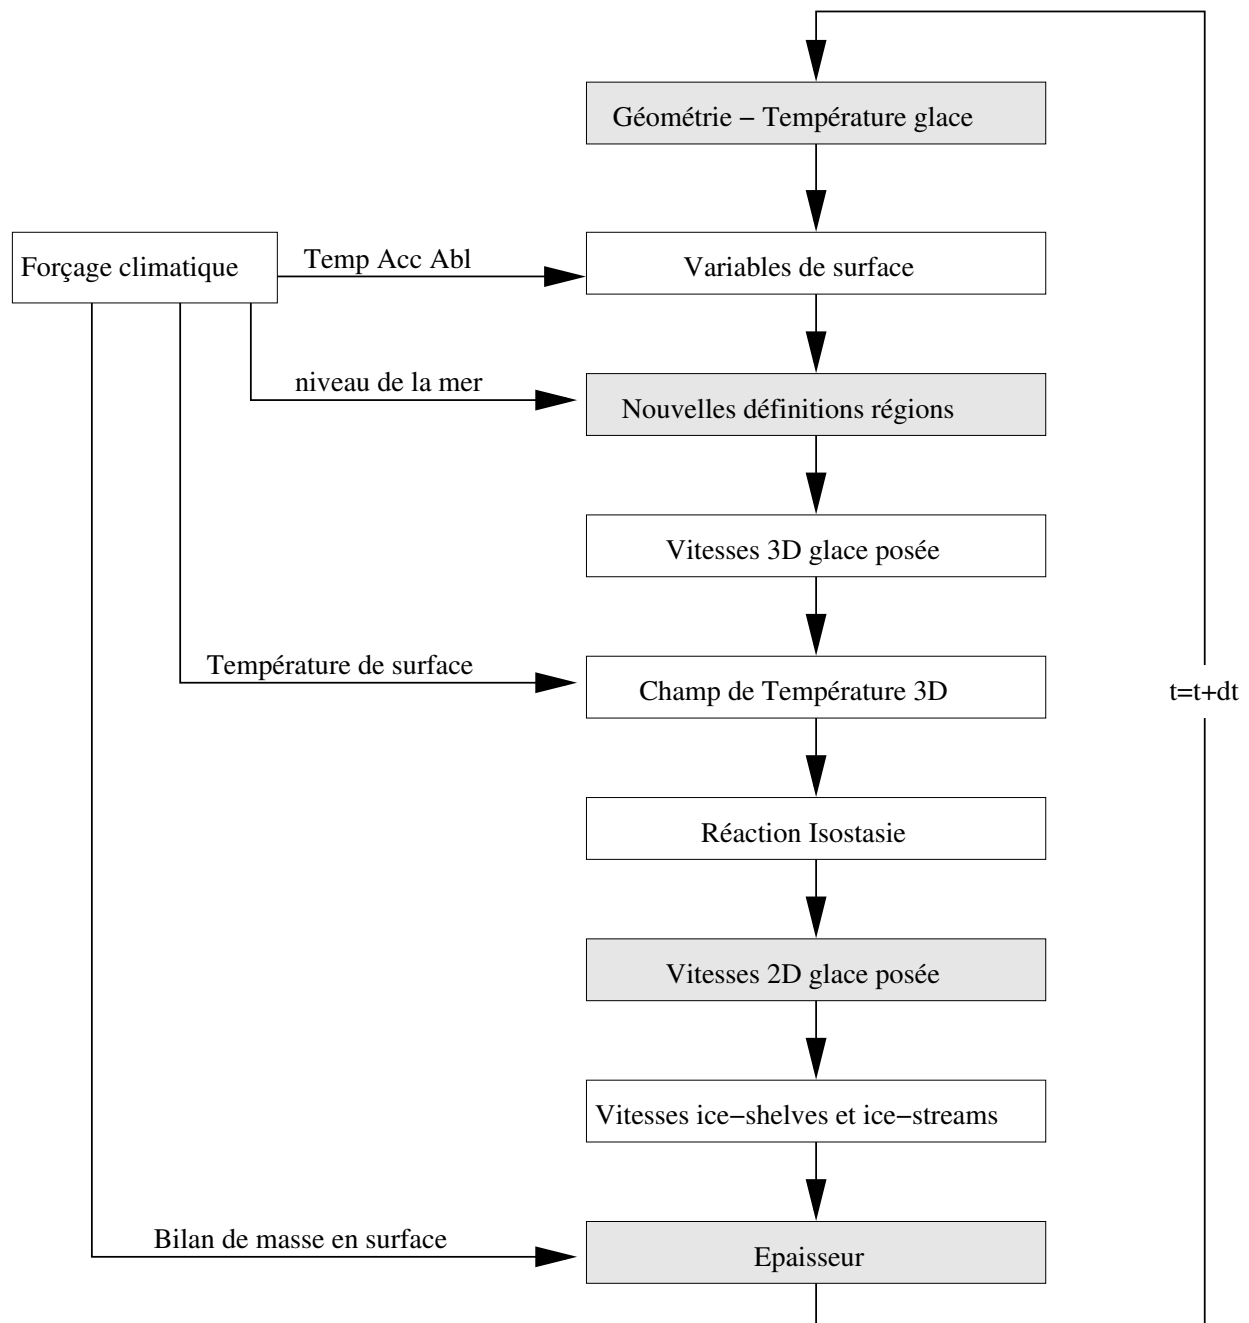 Géométrie − Température glace
Forçage climatique
Temp Acc Abl
Variables de surface
niveau de la mer
Nouvelles définitions régions
Vitesses 3D glace posée
Température de surface
Champ de Température 3D
t=t+dt
Réaction Isostasie
Vitesses 2D glace posée
Vitesses ice−shelves et ice−streams
Bilan de masse en surface
Epaisseur